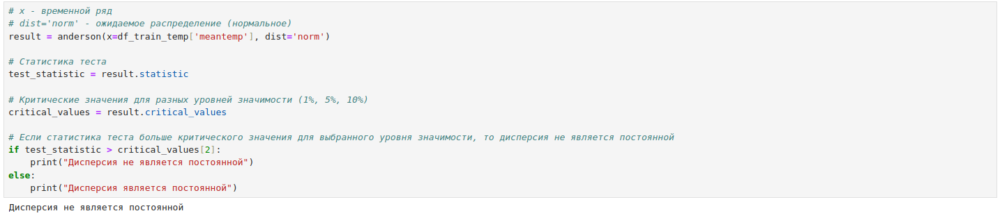 # x - временной ряд
# dist='norm' - ожидаемое распределение (нормальное)
result = anderson(x=df_train_temp['meantemp'], dist='norm')
# Статистика теста
test_statistic = result.statistic
# Критические значения для разных уровней значимости (1%, 5%, 10%)
critical_values = result.critical_values
# Если статистика теста больше критического значения для выбранного уровня значимости, то дисперсия не является постоянной
if test_statistic > critical_values[2]:
    print("Дисперсия не является постоянной")
else:
    print("Дисперсия является постоянной")
Дисперсия не является постоянной